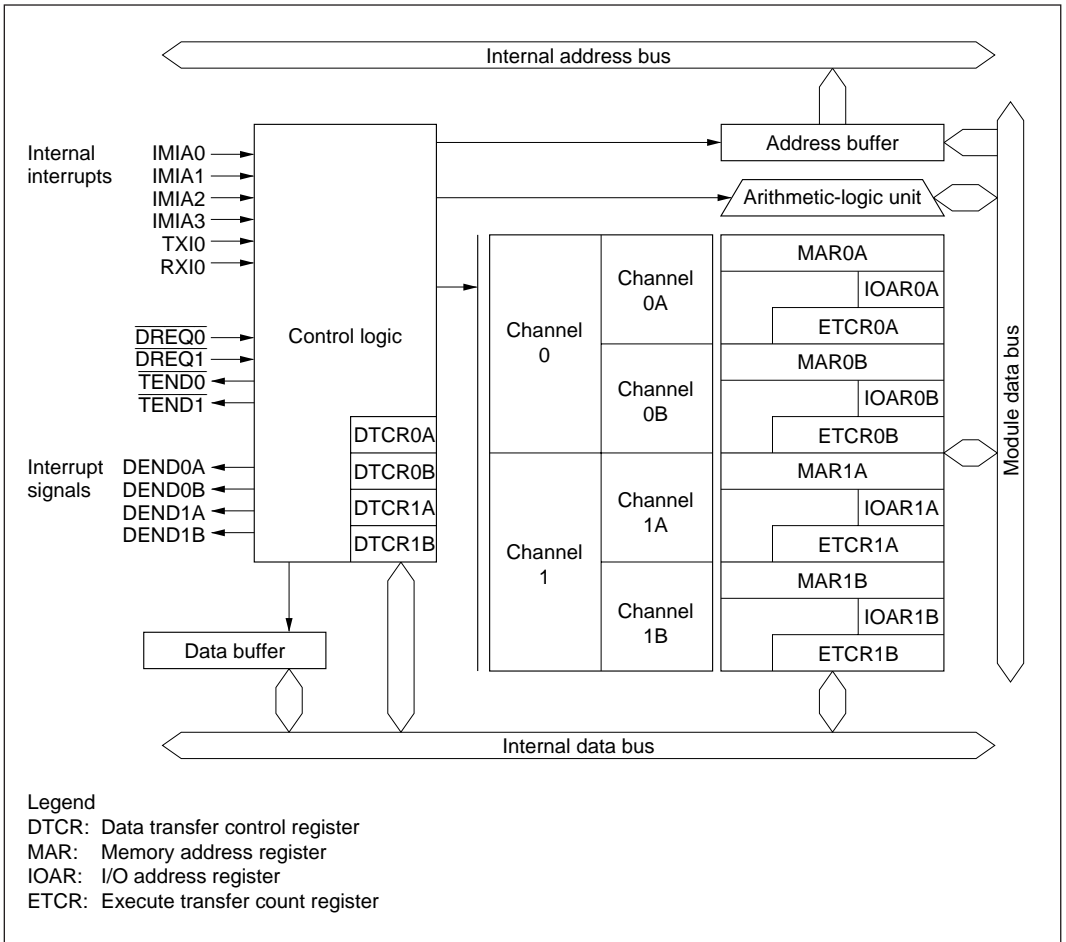 Internal address bus
Internal interrupts
IMIA0
IMIA1
IMIA2
IMIA3
TXI0
RXI0
D̅R̅E̅Q̅0̅
D̅R̅E̅Q̅1̅
T̅E̅N̅D̅0̅
T̅E̅N̅D̅1̅
Interrupt signals
DEND0A
DEND0B
DEND1A
DEND1B
Control logic
DTCR0A
DTCR0B
DTCR1A
DTCR1B
Data buffer
Address buffer
Arithmetic-logic unit
Channel 0
Channel 0A
Channel 0B
Channel 1
Channel 1A
Channel 1B
MAR0A
IOAR0A
ETCR0A
MAR0B
IOAR0B
ETCR0B
MAR1A
IOAR1A
ETCR1A
MAR1B
IOAR1B
ETCR1B
Module data bus
Internal data bus
Legend
DTCR: Data transfer control register
MAR: Memory address register
IOAR: I/O address register
ETCR: Execute transfer count register